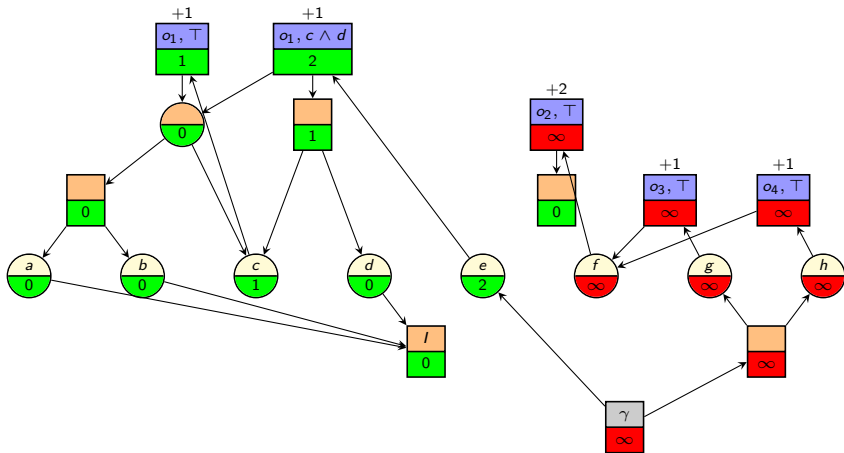 +1 +1
o₁, ⊤ o₁, c ∧ d
1 2
+2
o₂, ⊤
0 1 ∞
+1 +1
o₃, ⊤ o₄, ⊤
0 0 ∞ ∞
a b c d e f g h
0 0 1 0 2 ∞ ∞ ∞
I
0 ∞
γ
∞